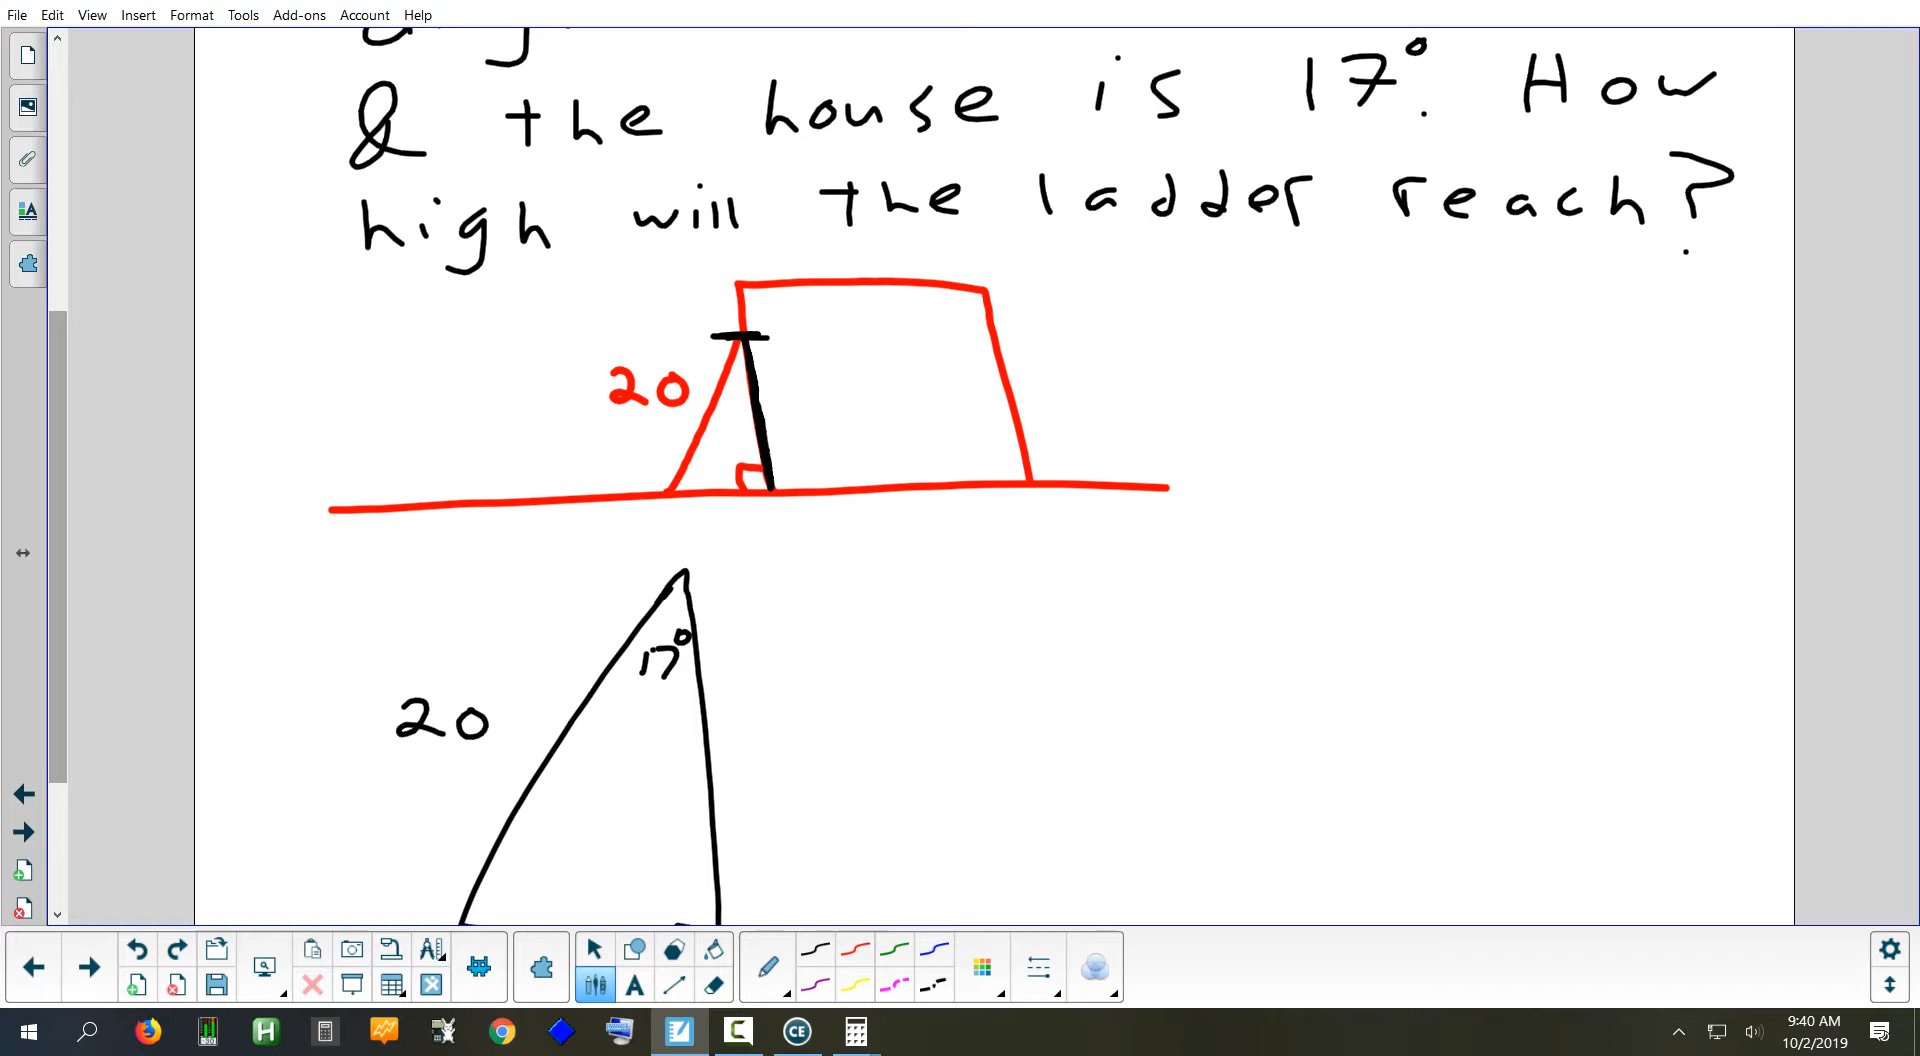 File Edit View Insert Format Tools Add-ons Account Help
& the house is 17°. How
high will the ladder reach?
20
17°
20
9:40 AM
10/2/2019